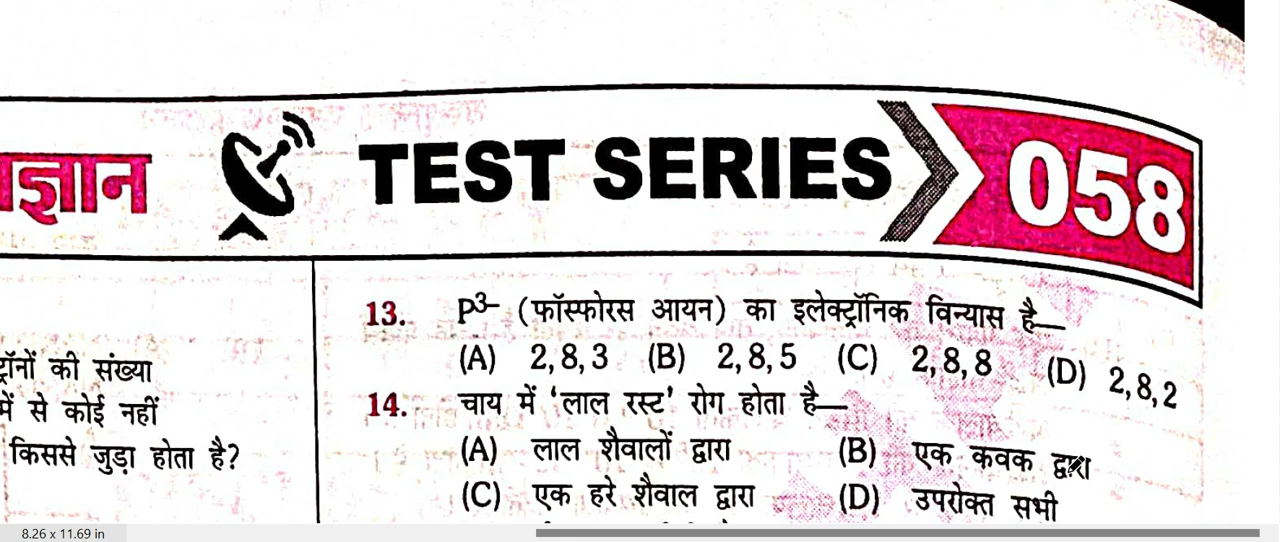 TEST SERIES 058
ट्रॉनों की संख्या
में से कोई नहीं
किससे जुड़ा होता है?
13. P3– (फॉस्फोरस आयन) का इलेक्ट्रॉनिक विन्यास है—
(A) 2,8,3 (B) 2,8,5 (C) 2,8,8 (D) 2,8,2
14. चाय में ‘लाल रस्ट’ रोग होता है—
(A) लाल शैवालों द्वारा (B) एक कवक द्वारा
(C) एक हरे शैवाल द्वारा (D) उपरोक्त सभी
8.26 x 11.69 in